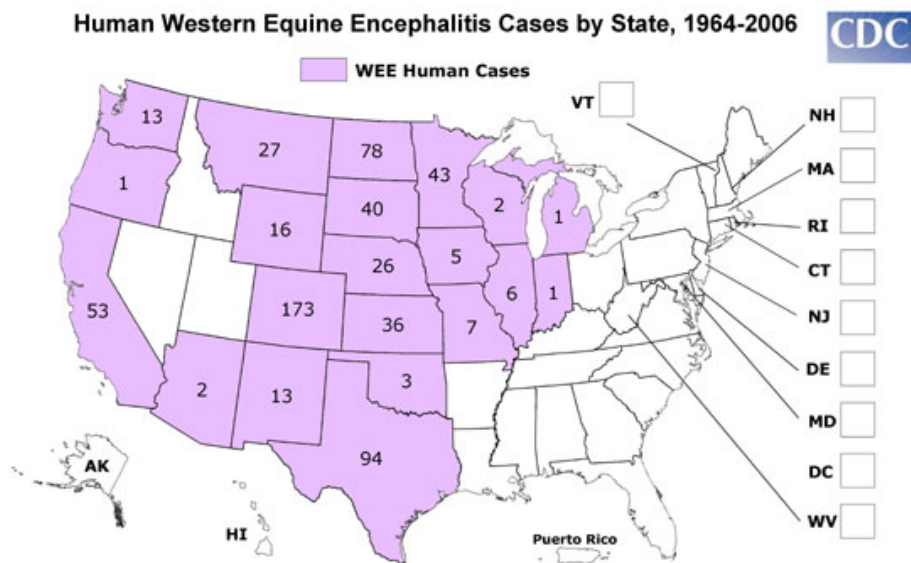 Human Western Equine Encephalitis Cases by State, 1964-2006
CDC
WEE Human Cases
VT
NH
13
27
78
43
MA
1
16
40
2
1
RI
5
CT
26
53
173
36
7
6
1
NJ
DE
2
13
3
MD
94
AK
DC
HI
Puerto Rico
WV